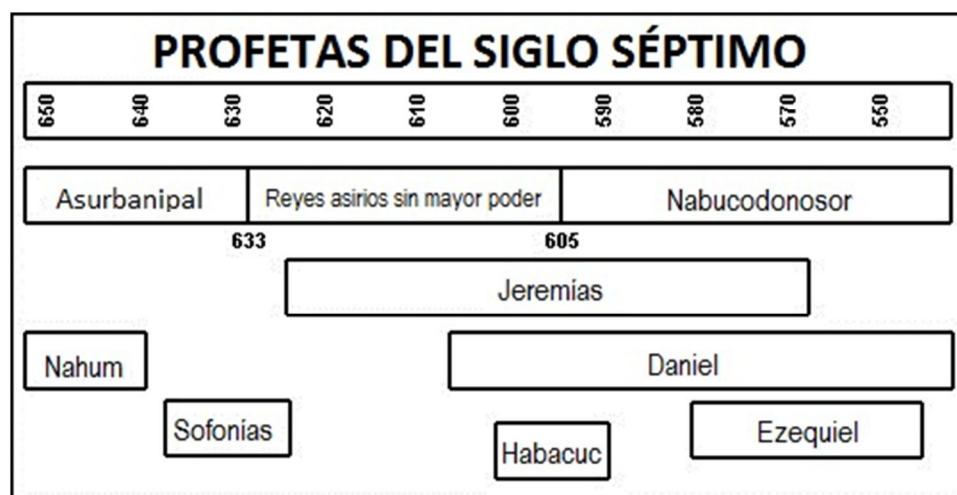 PROFETAS DEL SIGLO SÉPTIMO
650 640 630 620 610 600 590 580 570 550
Asurbanipal Reyes asirios sin mayor poder Nabucodonosor
633 605
Jeremías
Nahum Daniel
Sofonías Habacuc Ezequiel